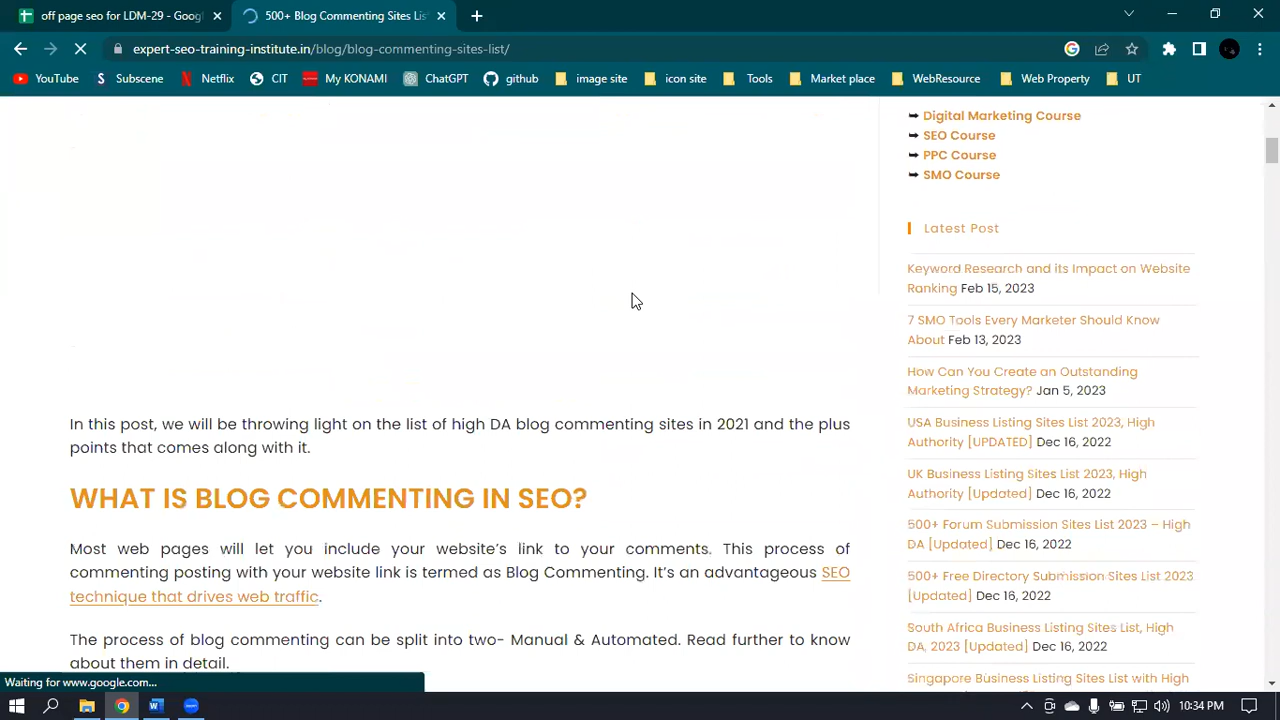 off page seo for LDM-29 - Goog
500+ Blog Commenting Sites Lis
expert-seo-training-institute.in/blog/blog-commenting-sites-list/
YouTube
Subscene
Netflix
CIT
My KONAMI
ChatGPT
github
image site
icon site
Tools
Market place
WebResource
Web Property
UT
In this post, we will be throwing light on the list of high DA blog commenting sites in 2021 and the plus
points that comes along with it.
WHAT IS BLOG COMMENTING IN SEO?
Most web pages will let you include your website's link to your comments. This process of
commenting posting with your website link is termed as Blog Commenting. It's an advantageous SEO
technique that drives web traffic.
The process of blog commenting can be split into two- Manual & Automated. Read further to know
about them in detail.
➥ Digital Marketing Course
➥ SEO Course
➥ PPC Course
➥ SMO Course
Latest Post
Keyword Research and its Impact on Website
Ranking Feb 15, 2023
7 SMO Tools Every Marketer Should Know
About Feb 13, 2023
How Can You Create an Outstanding
Marketing Strategy? Jan 5, 2023
USA Business Listing Sites List 2023, High
Authority [UPDATED] Dec 16, 2022
UK Business Listing Sites List 2023, High
Authority [Updated] Dec 16, 2022
500+ Forum Submission Sites List 2023 – High
DA [Updated] Dec 16, 2022
500+ Free Directory Submission Sites List 2023
[Updated] Dec 16, 2022
South Africa Business Listing Sites List, High
DA, 2023 [Updated] Dec 16, 2022
Singapore Business Listing Sites List with High
Waiting for www.google.com...
10:34 PM